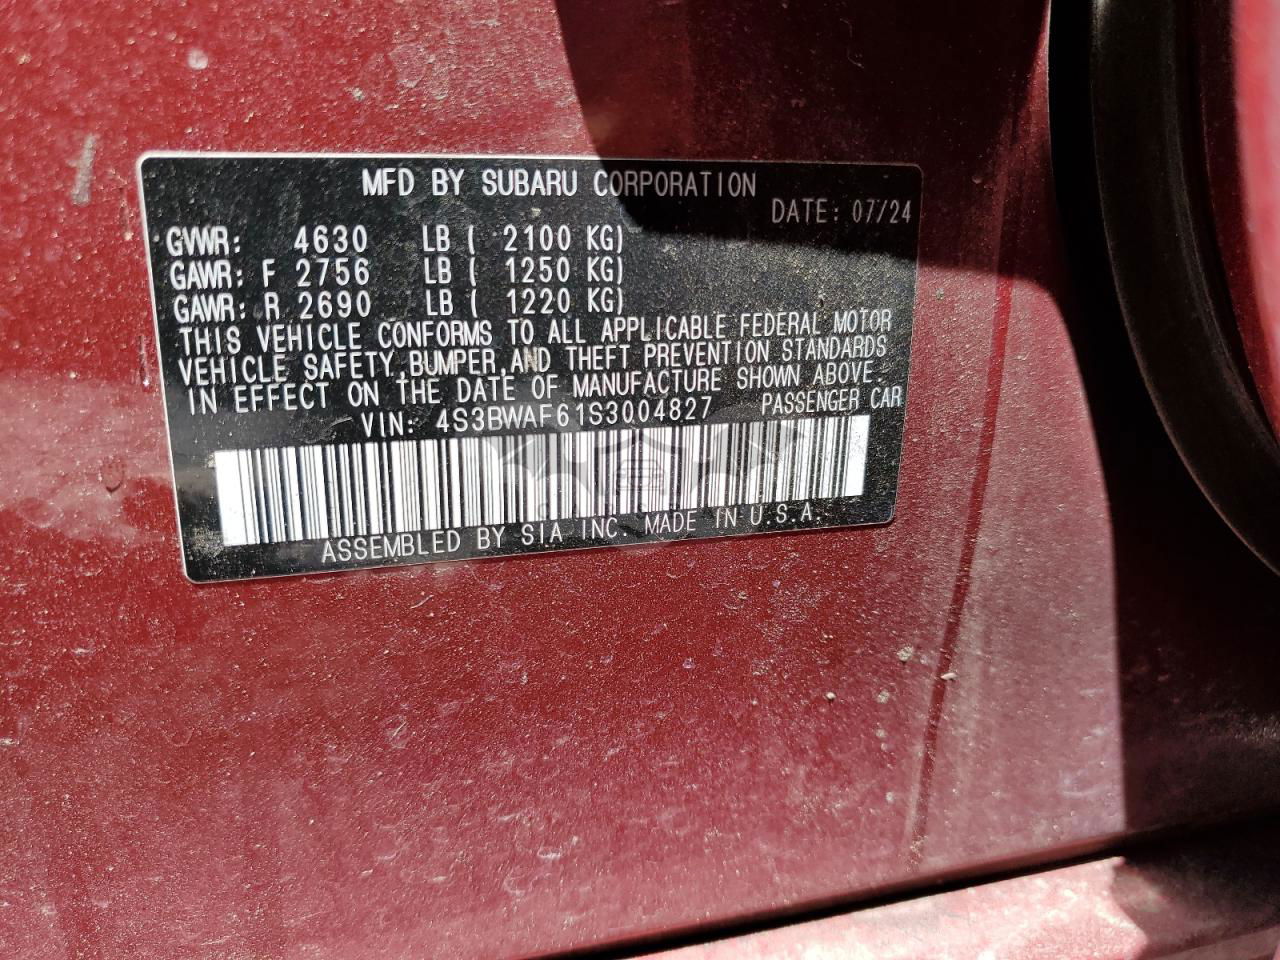 MFD BY SUBARU CORPORATION
DATE: 07/24
GVWR: 4630 LB ( 2100 KG)
GAWR: F 2756 LB ( 1250 KG)
GAWR: R 2690 LB ( 1220 KG)
THIS VEHICLE CONFORMS TO ALL APPLICABLE FEDERAL MOTOR
VEHICLE SAFETY,BUMPER,AND THEFT PREVENTION STANDARDS
IN EFFECT ON THE DATE OF MANUFACTURE SHOWN ABOVE.
VIN: 4S3BWAF61S3004827 PASSENGER CAR
ASSEMBLED BY SIA INC. MADE IN U.S.A.